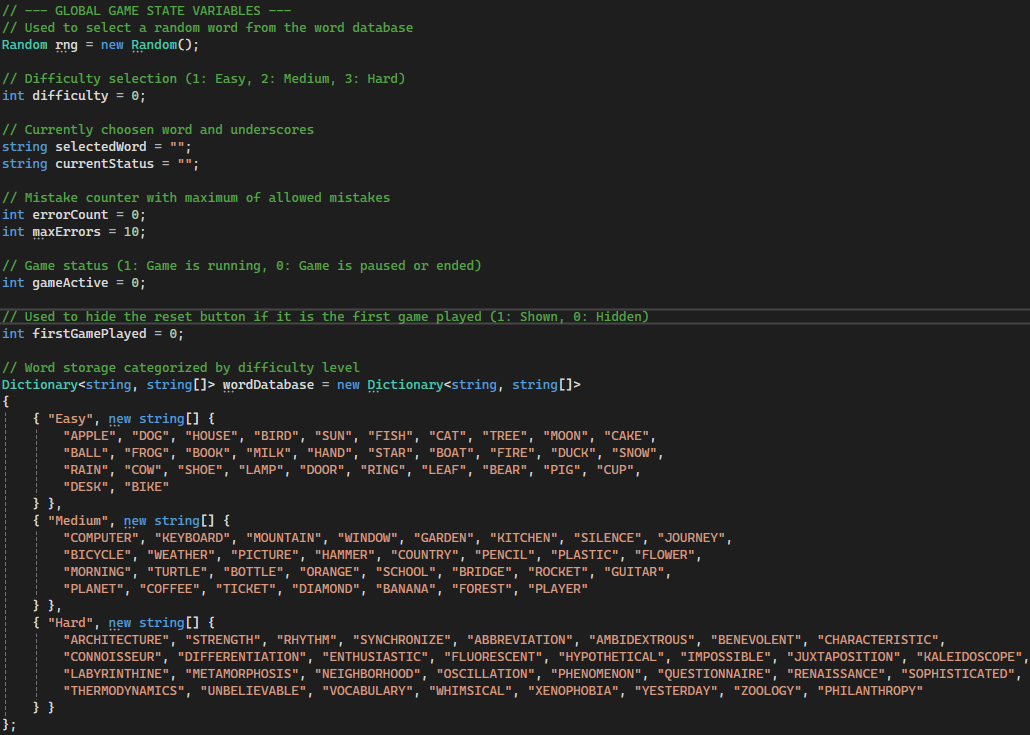 // --- GLOBAL GAME STATE VARIABLES ---
// Used to select a random word from the word database
Random rng = new Random();

// Difficulty selection (1: Easy, 2: Medium, 3: Hard)
int difficulty = 0;

// Currently choosen word and underscores
string selectedWord = "";
string currentStatus = "";

// Mistake counter with maximum of allowed mistakes
int errorCount = 0;
int maxErrors = 10;

// Game status (1: Game is running, 0: Game is paused or ended)
int gameActive = 0;

// Used to hide the reset button if it is the first game played (1: Shown, 0: Hidden)
int firstGamePlayed = 0;

// Word storage categorized by difficulty level
Dictionary<string, string[]> wordDatabase = new Dictionary<string, string[]>
{
    { "Easy", new string[] {
        "APPLE", "DOG", "HOUSE", "BIRD", "SUN", "FISH", "CAT", "TREE", "MOON", "CAKE",
        "BALL", "FROG", "BOOK", "MILK", "HAND", "STAR", "BOAT", "FIRE", "DUCK", "SNOW",
        "RAIN", "COW", "SHOE", "LAMP", "DOOR", "RING", "LEAF", "BEAR", "PIG", "CUP",
        "DESK", "BIKE"
    } },
    { "Medium", new string[] {
        "COMPUTER", "KEYBOARD", "MOUNTAIN", "WINDOW", "GARDEN", "KITCHEN", "SILENCE", "JOURNEY",
        "BICYCLE", "WEATHER", "PICTURE", "HAMMER", "COUNTRY", "PENCIL", "PLASTIC", "FLOWER",
        "MORNING", "TURTLE", "BOTTLE", "ORANGE", "SCHOOL", "BRIDGE", "ROCKET", "GUITAR",
        "PLANET", "COFFEE", "TICKET", "DIAMOND", "BANANA", "FOREST", "PLAYER"
    } },
    { "Hard", new string[] {
        "ARCHITECTURE", "STRENGTH", "RHYTHM", "SYNCHRONIZE", "ABBREVIATION", "AMBIDEXTROUS", "BENEVOLENT", "CHARACTERISTIC",
        "CONNOISSEUR", "DIFFERENTIATION", "ENTHUSIASTIC", "FLUORESCENT", "HYPOTHETICAL", "IMPOSSIBLE", "JUXTAPOSITION", "KALEIDOSCOPE",
        "LABYRINTHINE", "METAMORPHOSIS", "NEIGHBORHOOD", "OSCILLATION", "PHENOMENON", "QUESTIONNAIRE", "RENAISSANCE", "SOPHISTICATED",
        "THERMODYNAMICS", "UNBELIEVABLE", "VOCABULARY", "WHIMSICAL", "XENOPHOBIA", "YESTERDAY", "ZOOLOGY", "PHILANTHROPY"
    } }
};